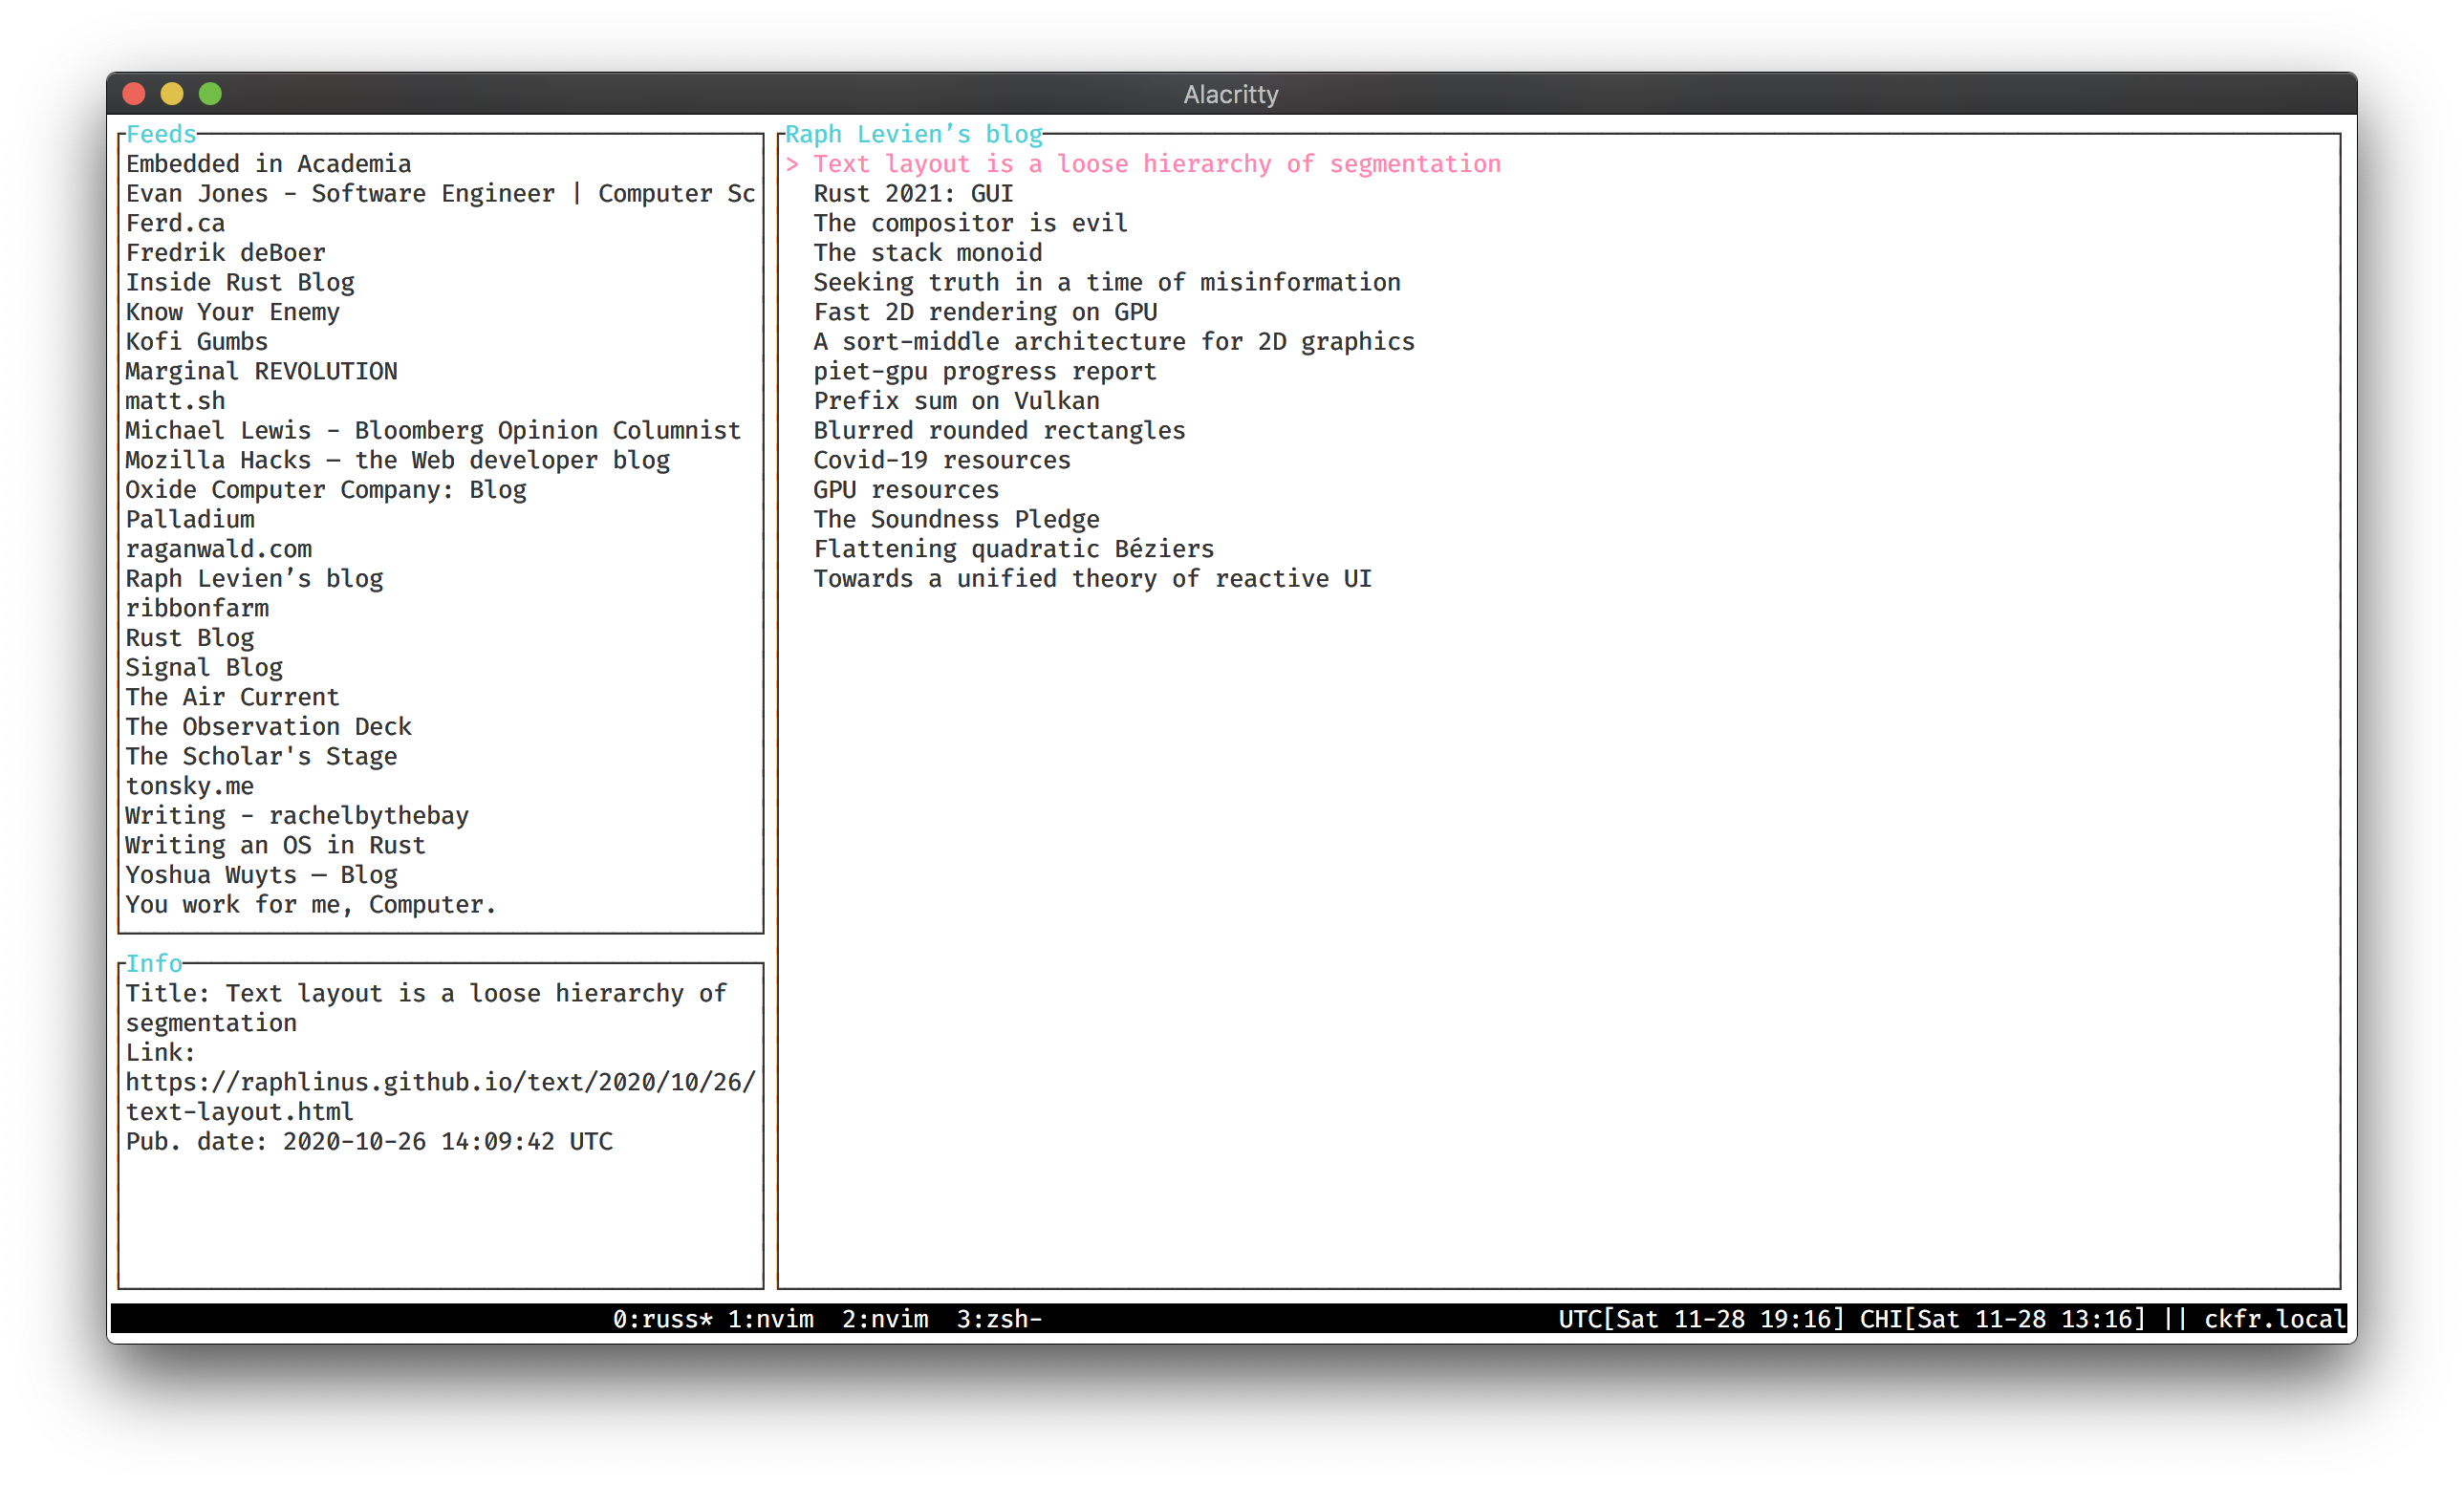 Alacritty
Feeds
Embedded in Academia
Evan Jones - Software Engineer | Computer Sc
Ferd.ca
Fredrik deBoer
Inside Rust Blog
Know Your Enemy
Kofi Gumbs
Marginal REVOLUTION
matt.sh
Michael Lewis - Bloomberg Opinion Columnist
Mozilla Hacks – the Web developer blog
Oxide Computer Company: Blog
Palladium
raganwald.com
Raph Levien’s blog
ribbonfarm
Rust Blog
Signal Blog
The Air Current
The Observation Deck
The Scholar's Stage
tonsky.me
Writing - rachelbythebay
Writing an OS in Rust
Yoshua Wuyts — Blog
You work for me, Computer.
Info
Title: Text layout is a loose hierarchy of
segmentation
Link:
https://raphlinus.github.io/text/2020/10/26/
text-layout.html
Pub. date: 2020-10-26 14:09:42 UTC
Raph Levien’s blog
> Text layout is a loose hierarchy of segmentation
Rust 2021: GUI
The compositor is evil
The stack monoid
Seeking truth in a time of misinformation
Fast 2D rendering on GPU
A sort-middle architecture for 2D graphics
piet-gpu progress report
Prefix sum on Vulkan
Blurred rounded rectangles
Covid-19 resources
GPU resources
The Soundness Pledge
Flattening quadratic Béziers
Towards a unified theory of reactive UI
0:russ* 1:nvim  2:nvim  3:zsh- UTC[Sat 11-28 19:16] CHI[Sat 11-28 13:16] || ckfr.local